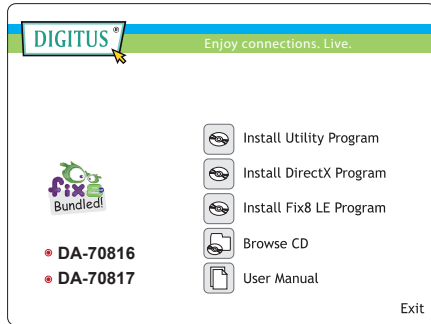 DIGITUS ®
Enjoy connections. Live.
Install Utility Program
Install DirectX Program
Install Fix8 LE Program
Browse CD
User Manual
fix8
Bundled!
DA-70816
DA-70817
Exit